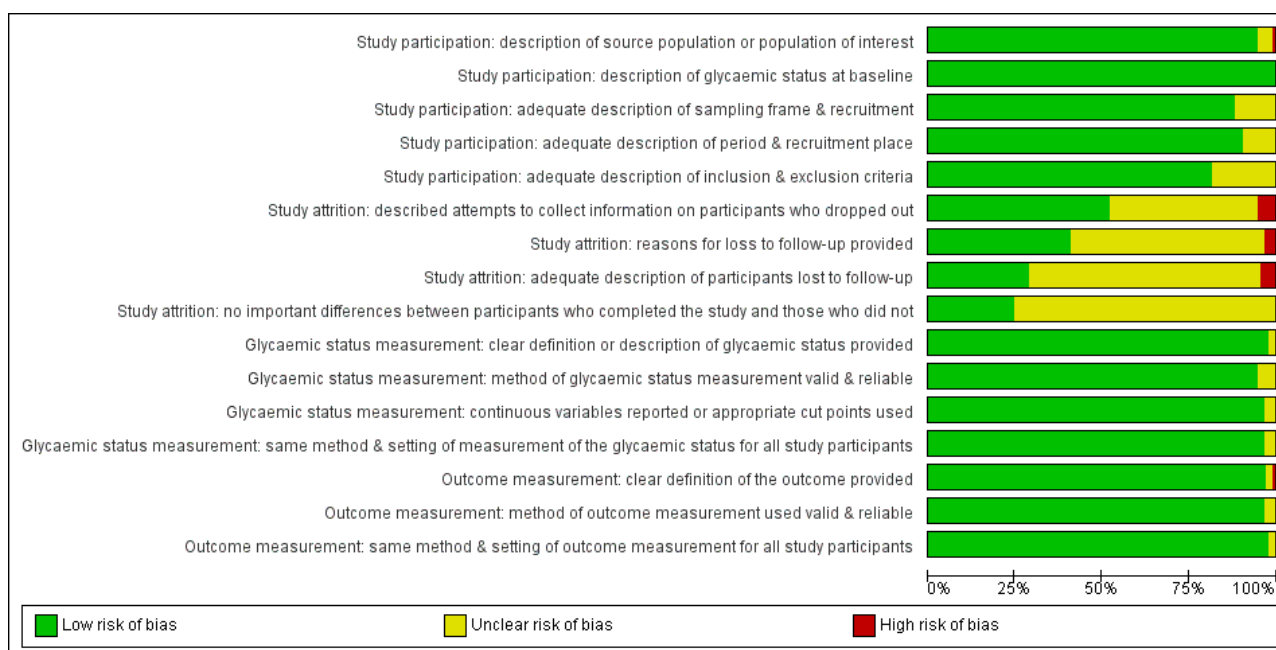 Study participation: description of source population or population of interest
Study participation: description of glycaemic status at baseline
Study participation: adequate description of sampling frame & recruitment
Study participation: adequate description of period & recruitment place
Study participation: adequate description of inclusion & exclusion criteria
Study attrition: described attempts to collect information on participants who dropped out
Study attrition: reasons for loss to follow-up provided
Study attrition: adequate description of participants lost to follow-up
Study attrition: no important differences between participants who completed the study and those who did not
Glycaemic status measurement: clear definition or description of glycaemic status provided
Glycaemic status measurement: method of glycaemic status measurement valid & reliable
Glycaemic status measurement: continuous variables reported or appropriate cut points used
Glycaemic status measurement: same method & setting of measurement of the glycaemic status for all study participants
Outcome measurement: clear definition of the outcome provided
Outcome measurement: method of outcome measurement used valid & reliable
Outcome measurement: same method & setting of outcome measurement for all study participants
0% 25% 50% 75% 100%
Low risk of bias Unclear risk of bias High risk of bias